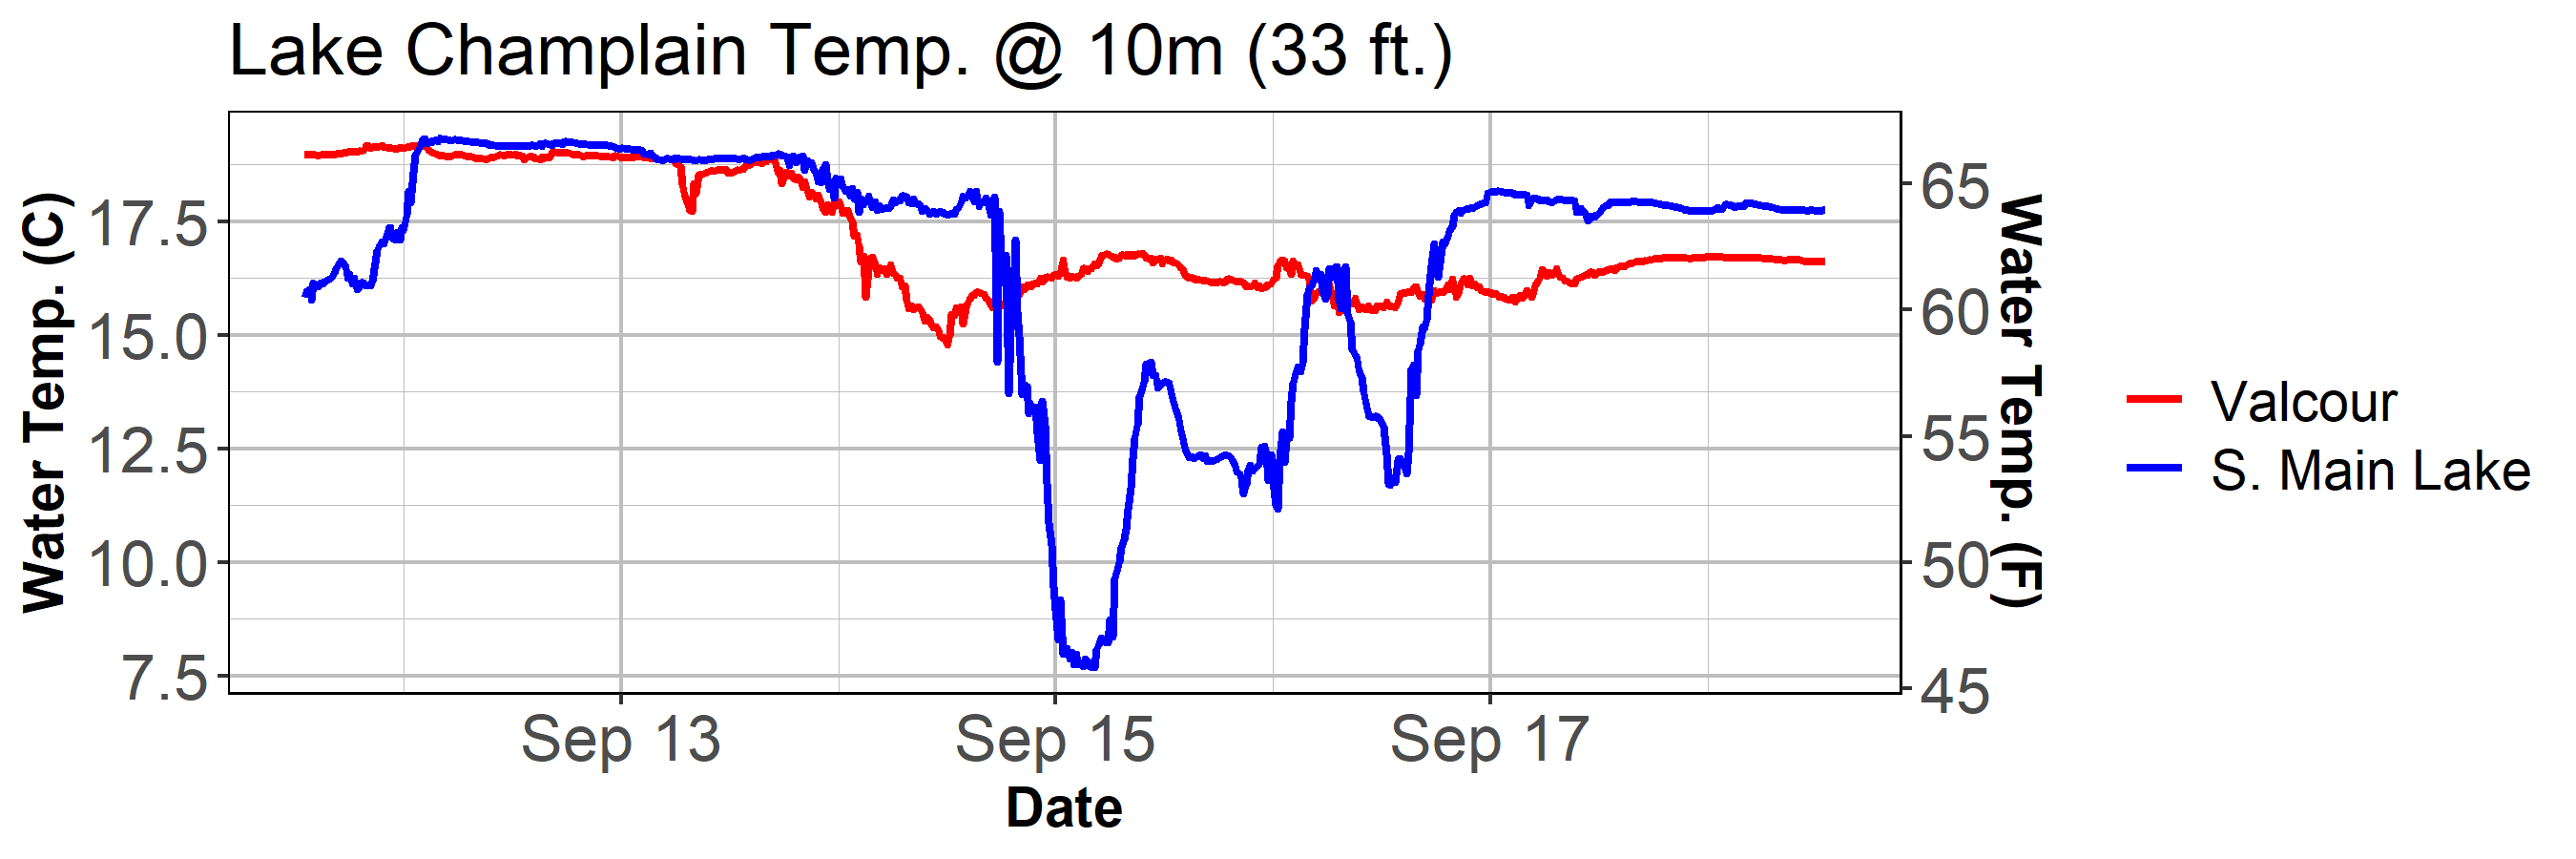 Lake Champlain Temp. @ 10m (33 ft.)
Water Temp. (C)
17.5
15.0
12.5
10.0
7.5
65
60
55
50
45
Water Temp. (F)
Sep 13
Sep 15
Sep 17
Date
Valcour
S. Main Lake